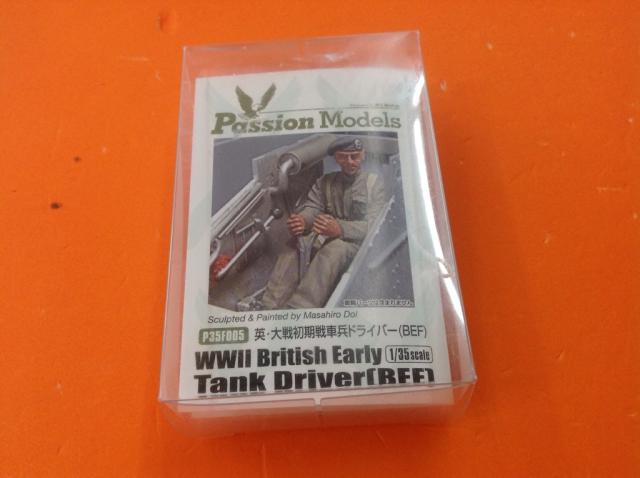 Passion Models
Sculpted & Painted by Masahiro Doi
P35F005 英・大戦初期戦車兵ドライバー(BEF)
WWII British Early 1/35 scale
Tank Driver(BEF)